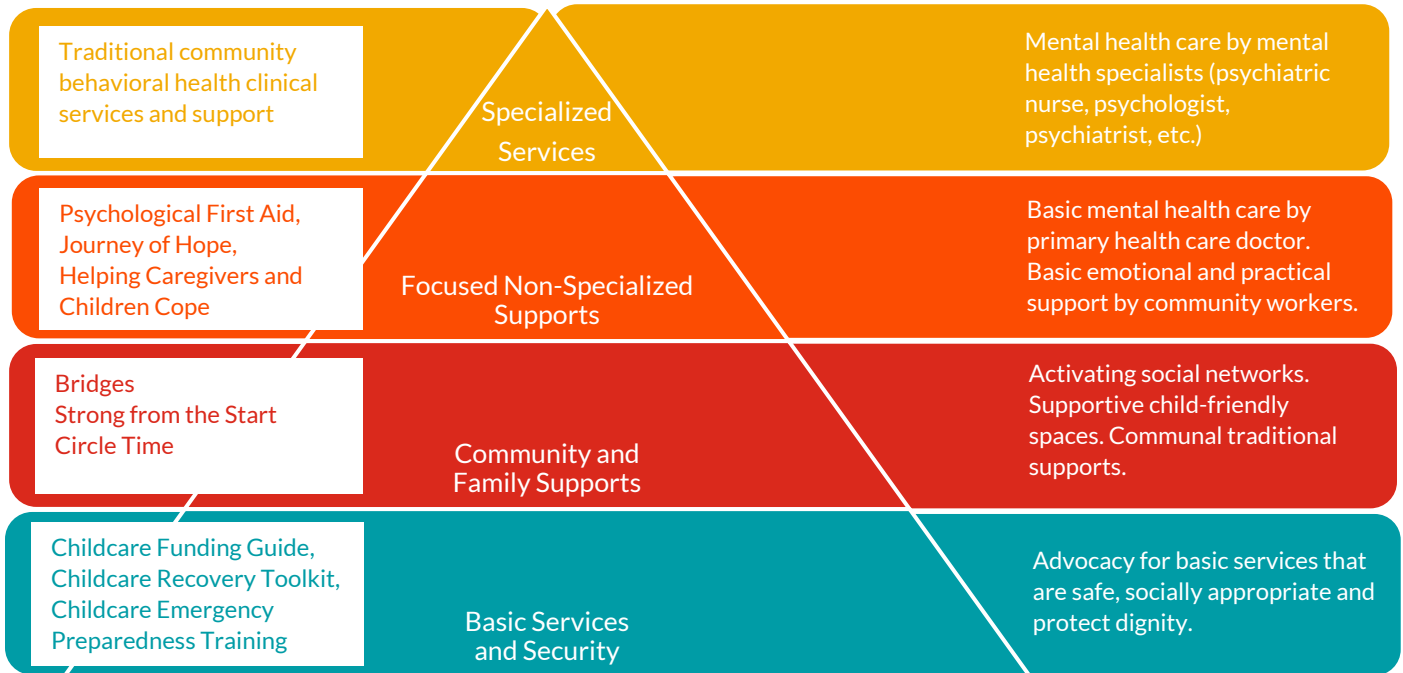 Traditional community
behavioral health clinical
services and support
Specialized
Services
Mental health care by mental
health specialists (psychiatric
nurse, psychologist,
psychiatrist, etc.)
Psychological First Aid,
Journey of Hope,
Helping Caregivers and
Children Cope
Focused Non-Specialized
Supports
Basic mental health care by
primary health care doctor.
Basic emotional and practical
support by community workers.
Bridges
Strong from the Start
Circle Time
Community and
Family Supports
Activating social networks.
Supportive child-friendly
spaces. Communal traditional
supports.
Childcare Funding Guide,
Childcare Recovery Toolkit,
Childcare Emergency
Preparedness Training
Basic Services
and Security
Advocacy for basic services that
are safe, socially appropriate and
protect dignity.